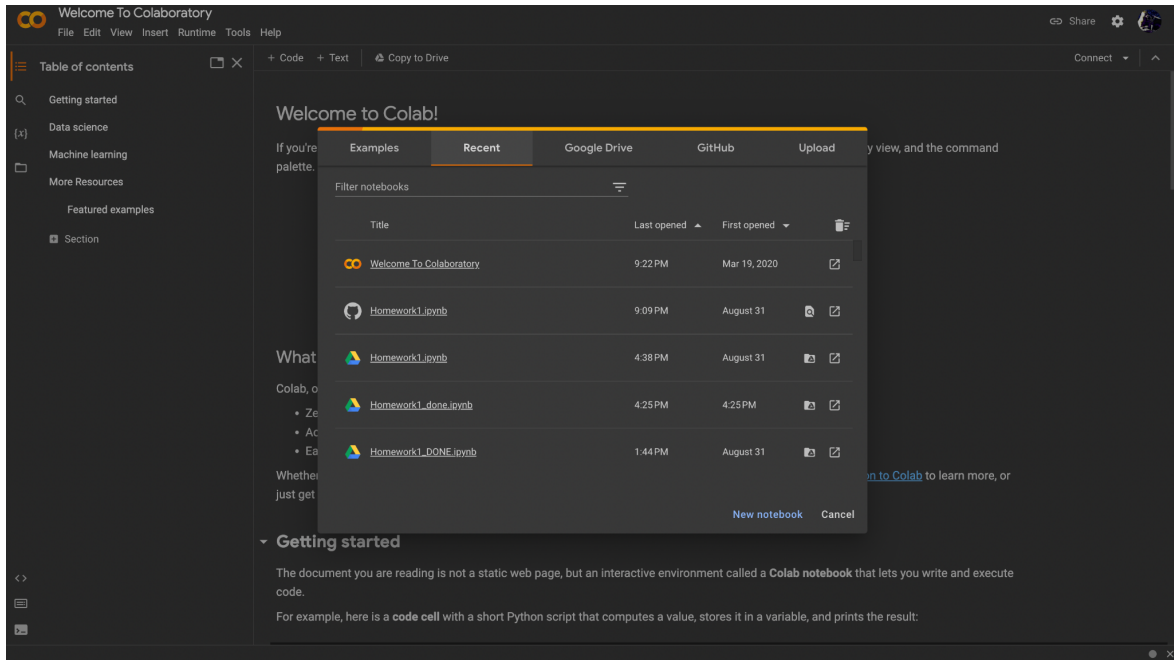 Welcome To Colaboratory
File Edit View Insert Runtime Tools Help
Share
Table of contents
+ Code + Text Copy to Drive
Connect
Getting started
Data science
Machine learning
More Resources
Featured examples
Section
{x}
Welcome to Colab!
If you're
y view, and the command
palette.
Examples Recent Google Drive GitHub Upload
Filter notebooks
Title Last opened First opened
Welcome To Colaboratory 9:22 PM Mar 19, 2020
Homework1.ipynb 9:09 PM August 31
Homework1.ipynb 4:38 PM August 31
Homework1_done.ipynb 4:25 PM 4:25 PM
Homework1_DONE.ipynb 1:44 PM August 31
New notebook Cancel
What
Colab, o
• Ze
• Ac
• Ea
Whether
on to Colab to learn more, or
just get
Getting started
The document you are reading is not a static web page, but an interactive environment called a Colab notebook that lets you write and execute
code.
For example, here is a code cell with a short Python script that computes a value, stores it in a variable, and prints the result: